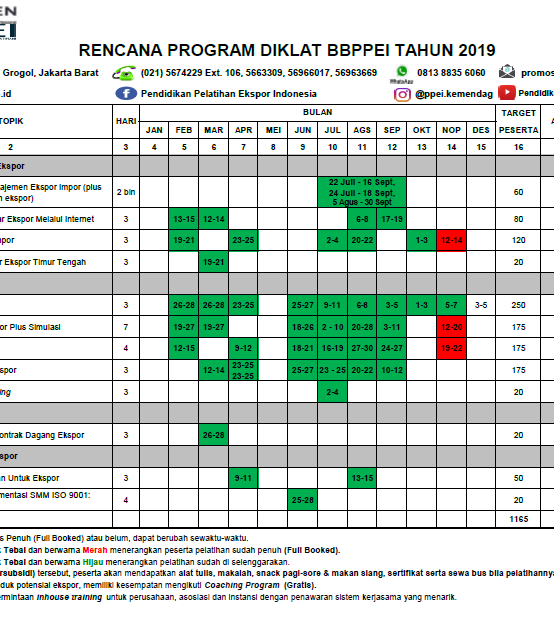 EN
EI
RENCANA PROGRAM DIKLAT BBPPEI TAHUN 2019
Grogol, Jakarta Barat (021) 5674229 Ext. 106, 5663309, 56966017, 56963669 WhatsApp 0813 8835 6060 promos
.id Pendidikan Pelatihan Ekspor Indonesia @ppei.kemendag Pendidik
TOPIK HARI BULAN TARGET PESERTA A
JAN FEB MAR APR MEI JUN JUL AGS SEP OKT NOP DES
2 3 4 5 6 7 8 9 10 11 12 13 14 15 16
Ekspor
ajemen Ekspor Impor (plus 2 bln 22 Juli - 16 Sept, 60
n ekspor) 24 Juli - 18 Sept,
5 Agus - 30 Sept
ur Ekspor Melalui Internet 3 13-15 12-14 6-8 17-19 80
por 3 19-21 23-25 2-4 20-22 1-3 12-14 120
r Ekspor Timur Tengah 3 19-21 20
3 26-28 26-28 23-25 25-27 9-11 6-8 3-5 1-3 5-7 3-5 250
or Plus Simulasi 7 19-27 19-27 18-26 2 - 10 20-28 3-11 12-20 175
4 12-15 9-12 18-21 16-19 27-30 24-27 19-22 175
spor 3 12-14 23-25 25-27 23 - 25 20-22 10-12 175
23-25
ing 3 2-4 20
ontrak Dagang Ekspor 3 26-28 20
spor
an Untuk Ekspor 3 9-11 13-15 50
mentasi SMM ISO 9001: 4 25-28 20
1165
s Penuh (Full Booked) atau belum, dapat berubah sewaktu-waktu.
Tebal dan berwarna Merah menerangkan peserta pelatihan sudah penuh (Full Booked).
Tebal dan berwarna Hijau menerangkan pelatihan sudah di selenggarakan.
rsubsidi) tersebut, peserta akan mendapatkan alat tulis, makalah, snack pagi-sore & makan siang, sertifikat serta sewa bus bila pelatihannya
duk potensial ekspor, memiliki kesempatan mengikuti Coaching Program (Gratis).
ermintaan inhouse training untuk perusahaan, asosiasi dan instansi dengan penawaran sistem kerjasama yang menarik.